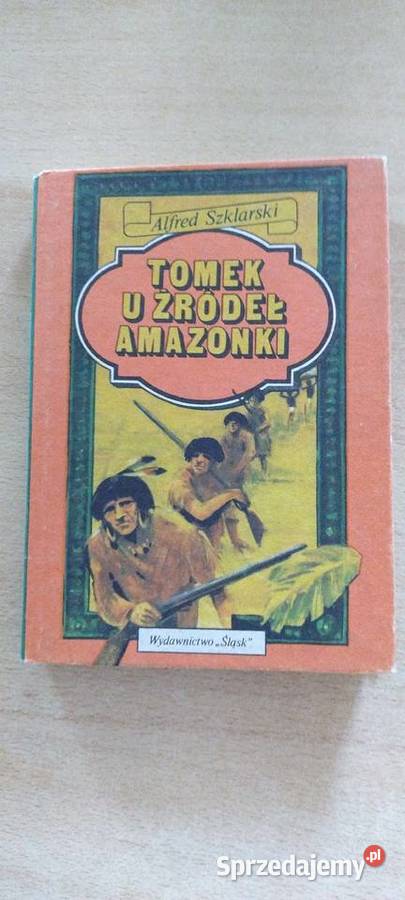 Alfred Szklarski
TOMEK
U ŹRÓDEŁ
AMAZONKI
Wydawnictwo „Śląsk”
Sprzedajemy.pl